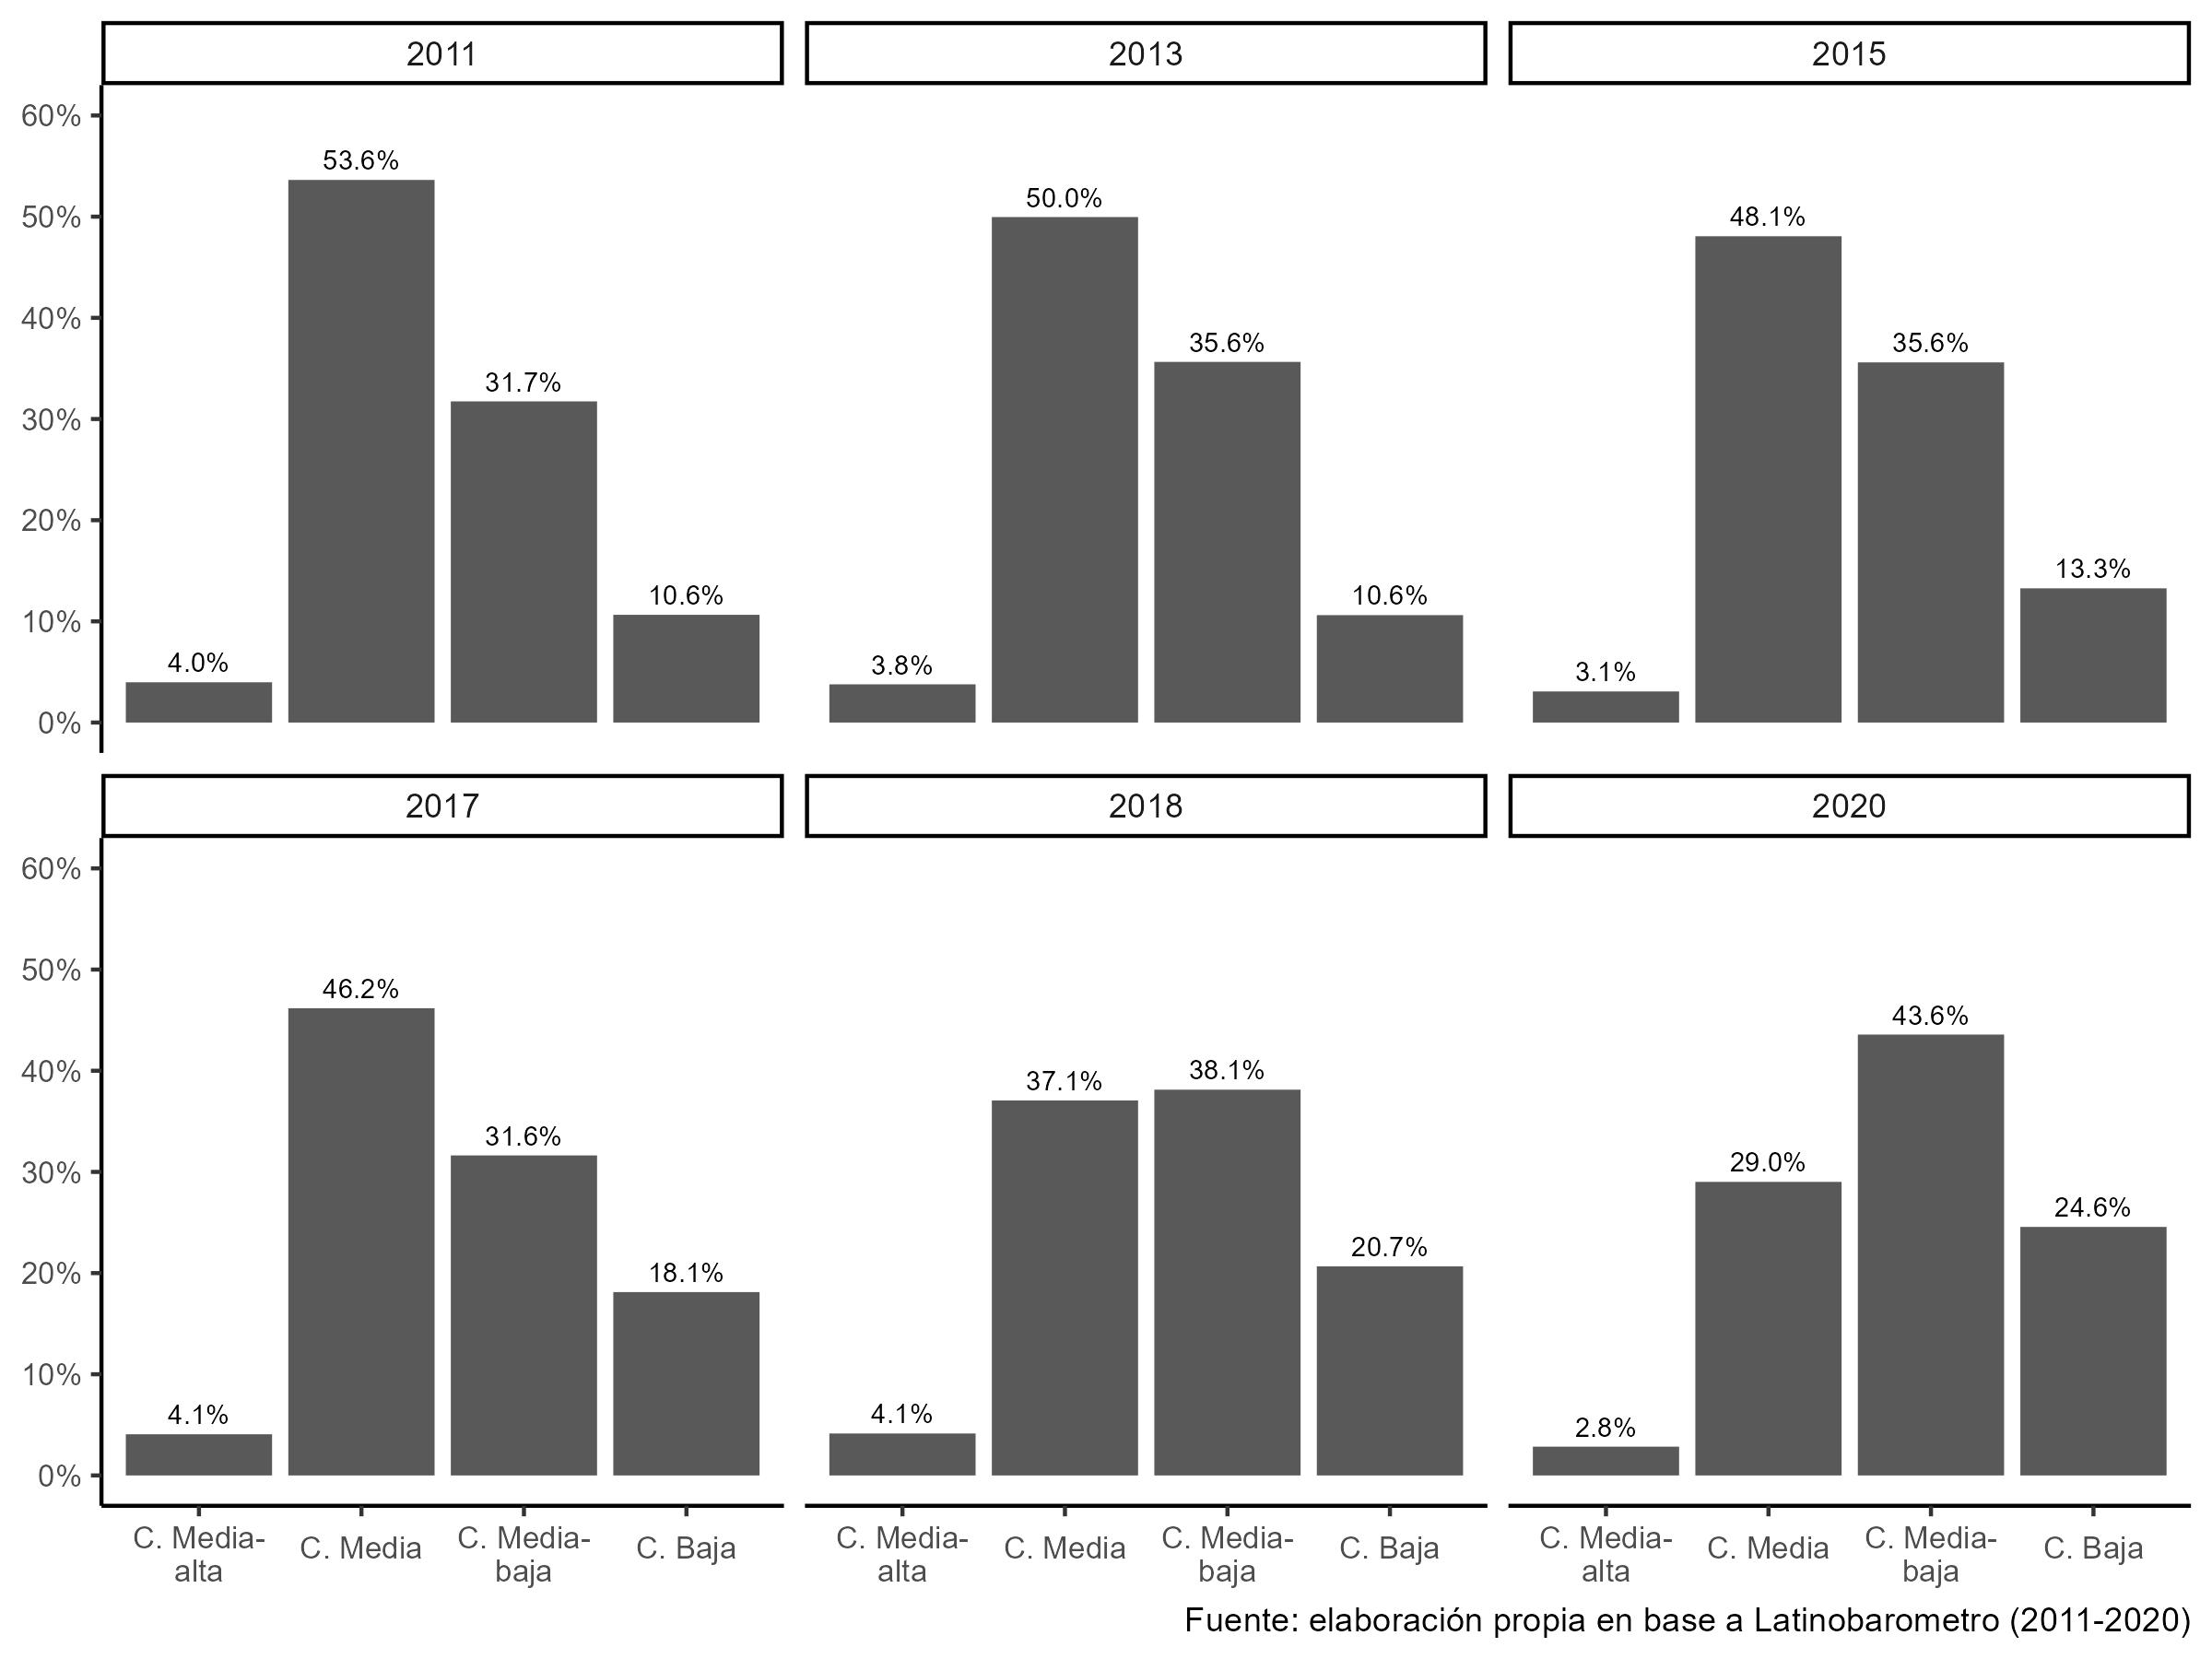 2011
2013
2015
60%
50%
40%
30%
20%
10%
0%
4.0%
53.6%
31.7%
10.6%
3.8%
50.0%
35.6%
10.6%
3.1%
48.1%
35.6%
13.3%
2017
2018
2020
60%
50%
40%
30%
20%
10%
0%
4.1%
46.2%
31.6%
18.1%
4.1%
37.1%
38.1%
20.7%
2.8%
29.0%
43.6%
24.6%
C. Media-
alta
C. Media
C. Media-
baja
C. Baja
C. Media-
alta
C. Media
C. Media-
baja
C. Baja
C. Media-
alta
C. Media
C. Media-
baja
C. Baja
Fuente: elaboración propia en base a Latinobarometro (2011-2020)